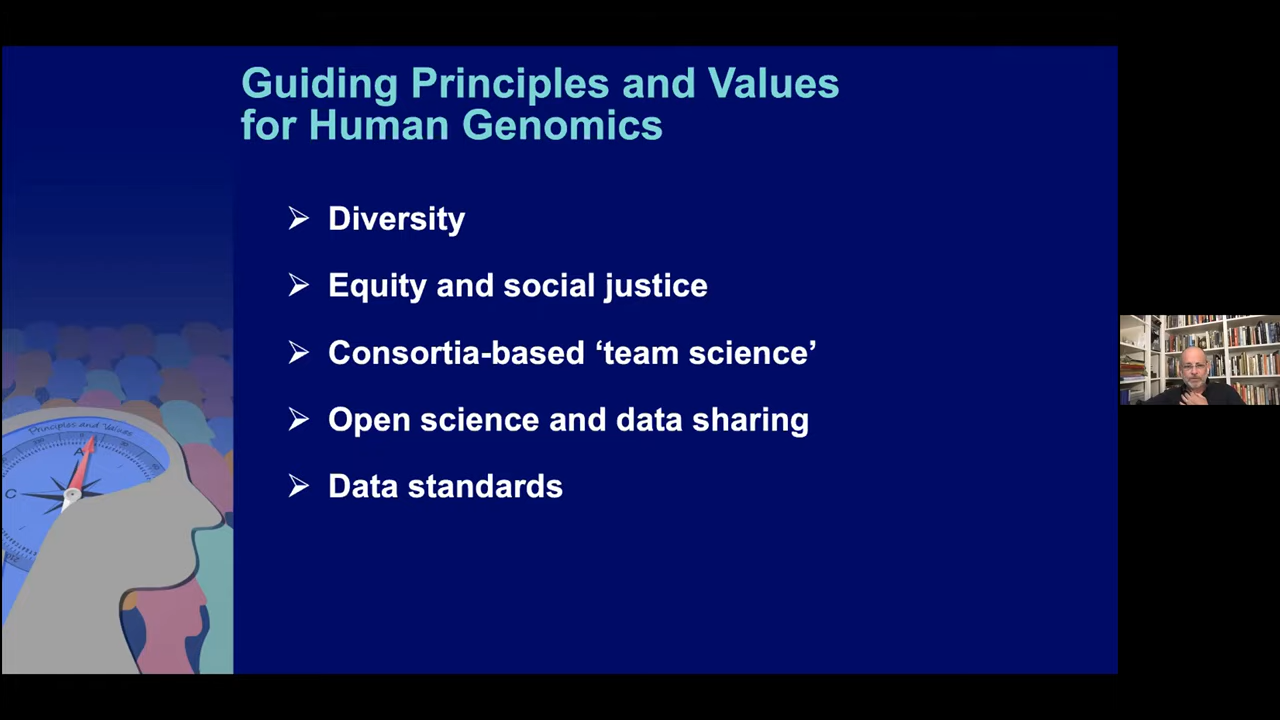 Guiding Principles and Values
for Human Genomics
➢ Diversity
➢ Equity and social justice
➢ Consortia-based ‘team science’
➢ Open science and data sharing
➢ Data standards
Principles and Values
A
C